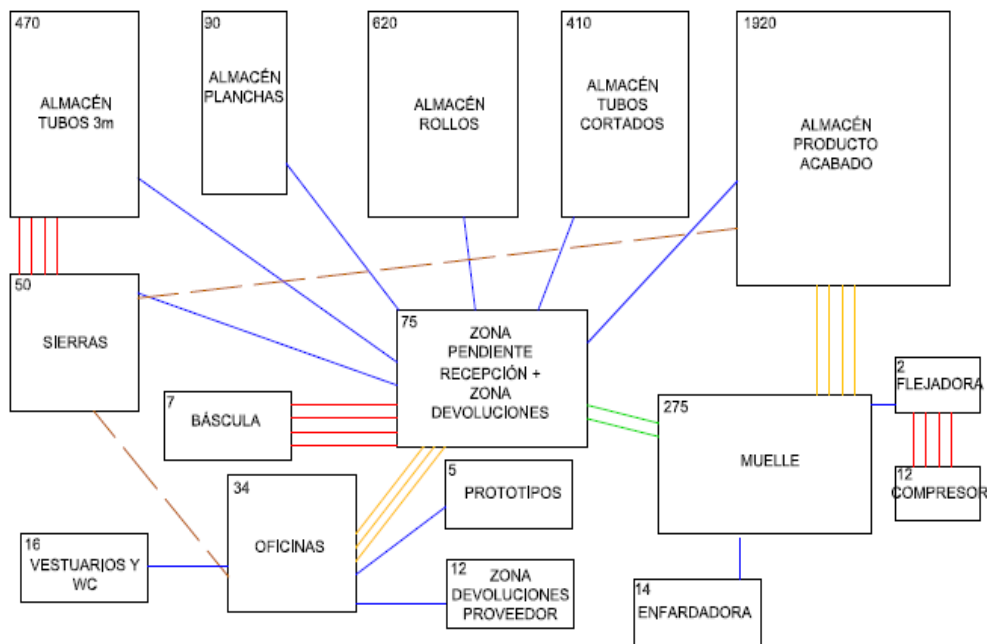 470
ALMACÉN
TUBOS 3m
90
ALMACÉN
PLANCHAS
620
ALMACÉN
ROLLOS
410
ALMACÉN
TUBOS
CORTADOS
1920
ALMACÉN
PRODUCTO
ACABADO
50
SIERRAS
75
ZONA
PENDIENTE
RECEPCIÓN +
ZONA
DEVOLUCIONES
7
BÁSCULA
275
MUELLE
2
FLEJADORA
12
COMPRESOR
34
OFICINAS
5
PROTOTÍPOS
16
VESTUARIOS Y
WC
12
ZONA
DEVOLUCIONES
PROVEEDOR
14
ENFARDADORA